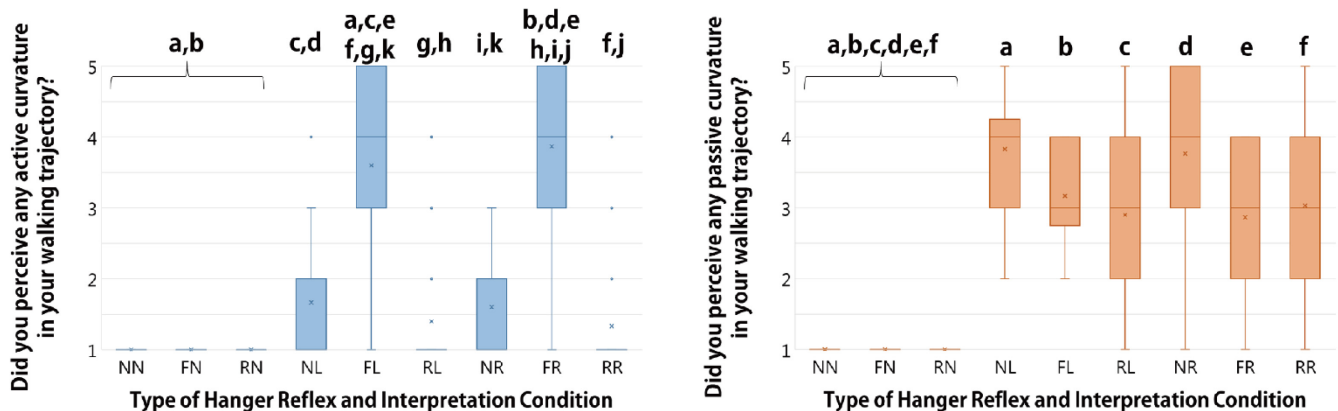 Did you perceive any active curvature
in your walking trajectory?
a,b
c,d
a,c,e
f,g,k
g,h
i,k
b,d,e
h,i,j
f,j
5
4
3
2
1
NN FN RN NL FL RL NR FR RR
Type of Hanger Reflex and Interpretation Condition
Did you perceive any passive curvature
in your walking trajectory?
a,b,c,d,e,f
a
b
c
d
e
f
5
4
3
2
1
NN FN RN NL FL RL NR FR RR
Type of Hanger Reflex and Interpretation Condition